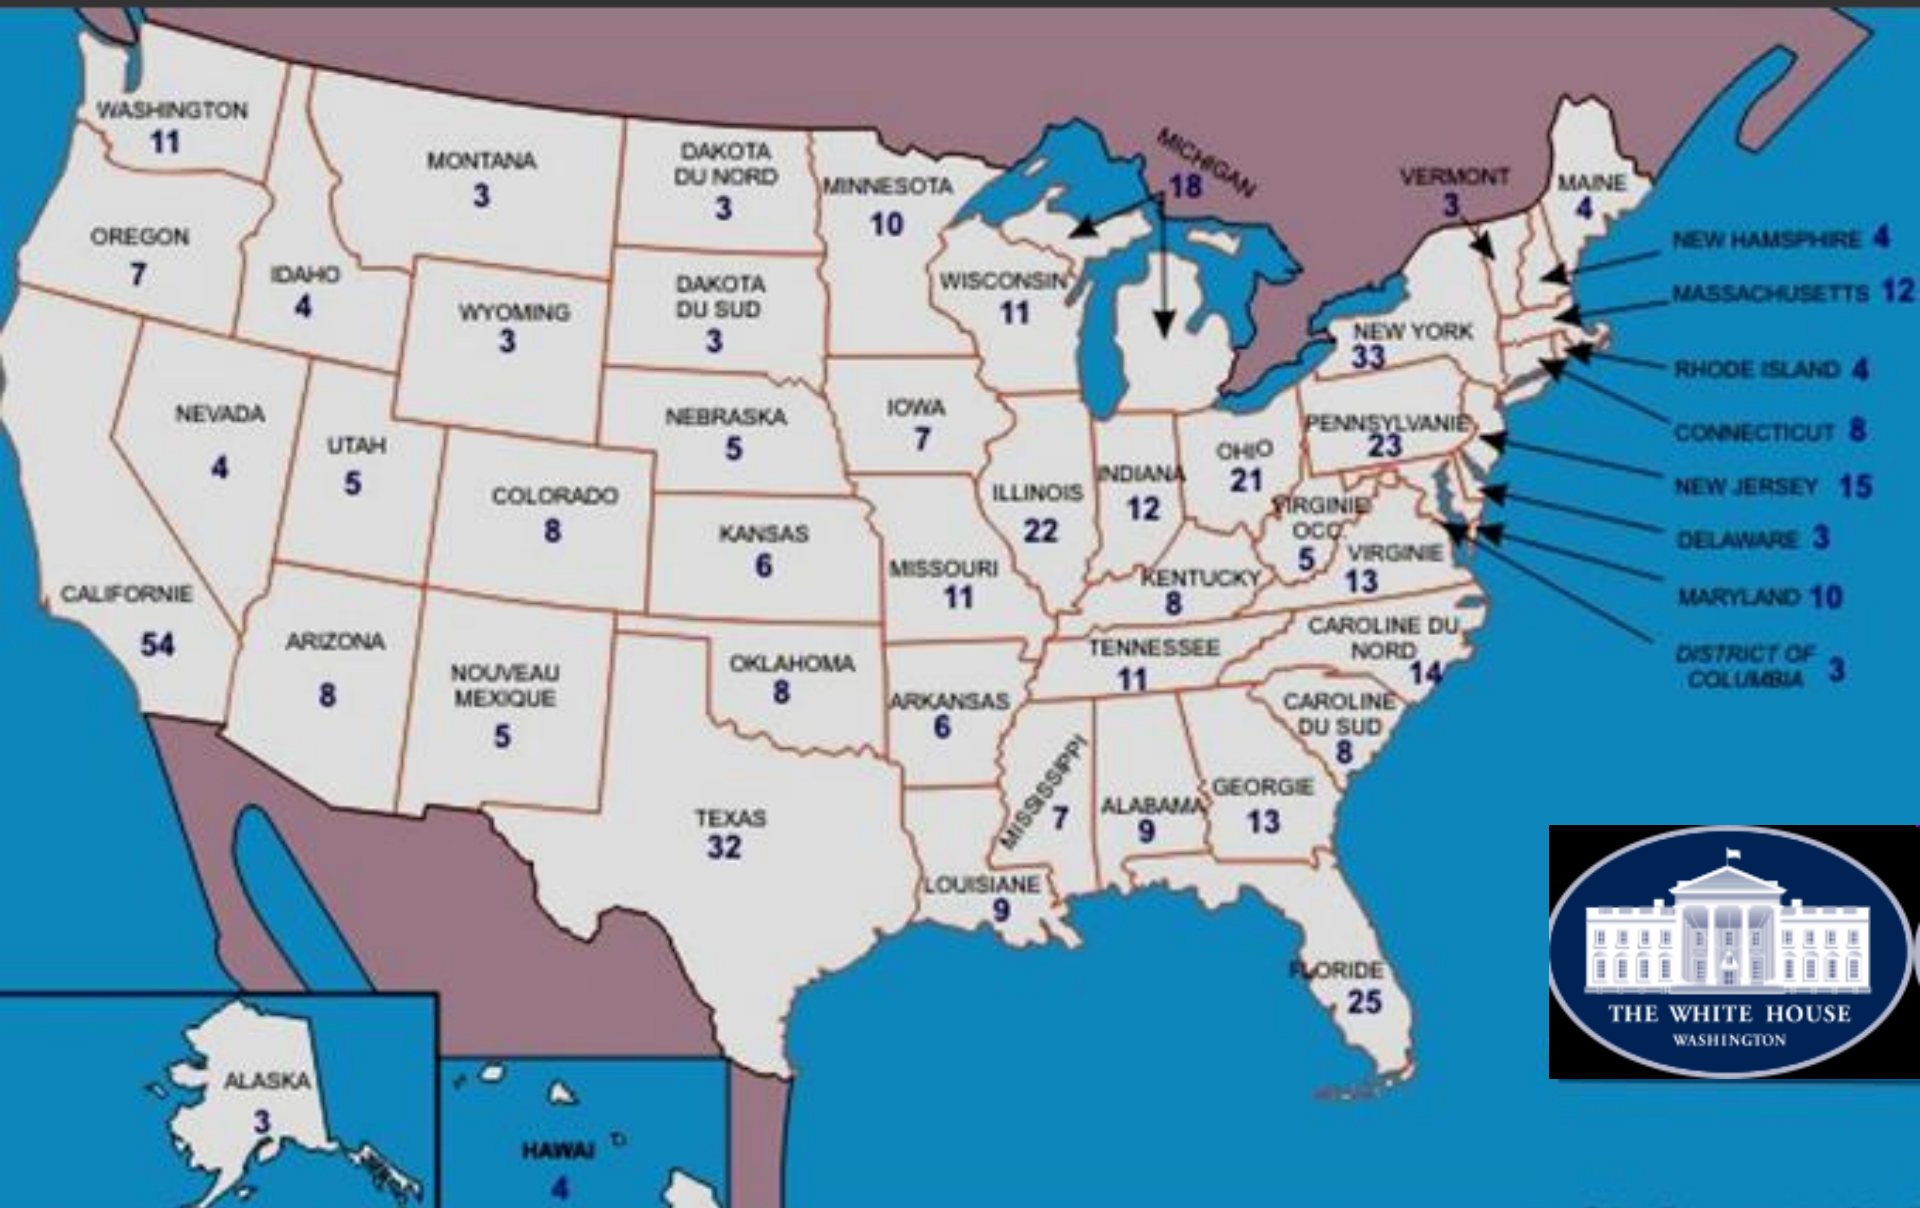 WASHINGTON
11
OREGON
7
IDAHO
4
MONTANA
3
WYOMING
3
NEVADA
4
UTAH
5
CALIFORNIE
54
ARIZONA
8
COLORADO
8
NOUVEAU
MEXIQUE
5
DAKOTA
DU NORD
3
DAKOTA
DU SUD
3
NEBRASKA
5
KANSAS
6
OKLAHOMA
8
TEXAS
32
MINNESOTA
10
IOWA
7
MISSOURI
11
ARKANSAS
6
LOUISIANE
9
WISCONSIN
11
ILLINOIS
22
MICHIGAN
18
INDIANA
12
OHIO
21
KENTUCKY
8
TENNESSEE
11
MISSISSIPPI
7
ALABAMA
9
GEORGIE
13
FLORIDE
25
CAROLINE
DU SUD
8
CAROLINE DU
NORD
14
VIRGINIE
13
VIRGINIE
OCC.
5
PENNSYLVANIE
23
NEW YORK
33
VERMONT
3
MAINE
4
NEW HAMSPHIRE 4
MASSACHUSETTS 12
RHODE ISLAND 4
CONNECTICUT 8
NEW JERSEY 15
DELAWARE 3
MARYLAND 10
DISTRICT OF
COLUMBIA 3
ALASKA
3
HAWAI
4
THE WHITE HOUSE
WASHINGTON